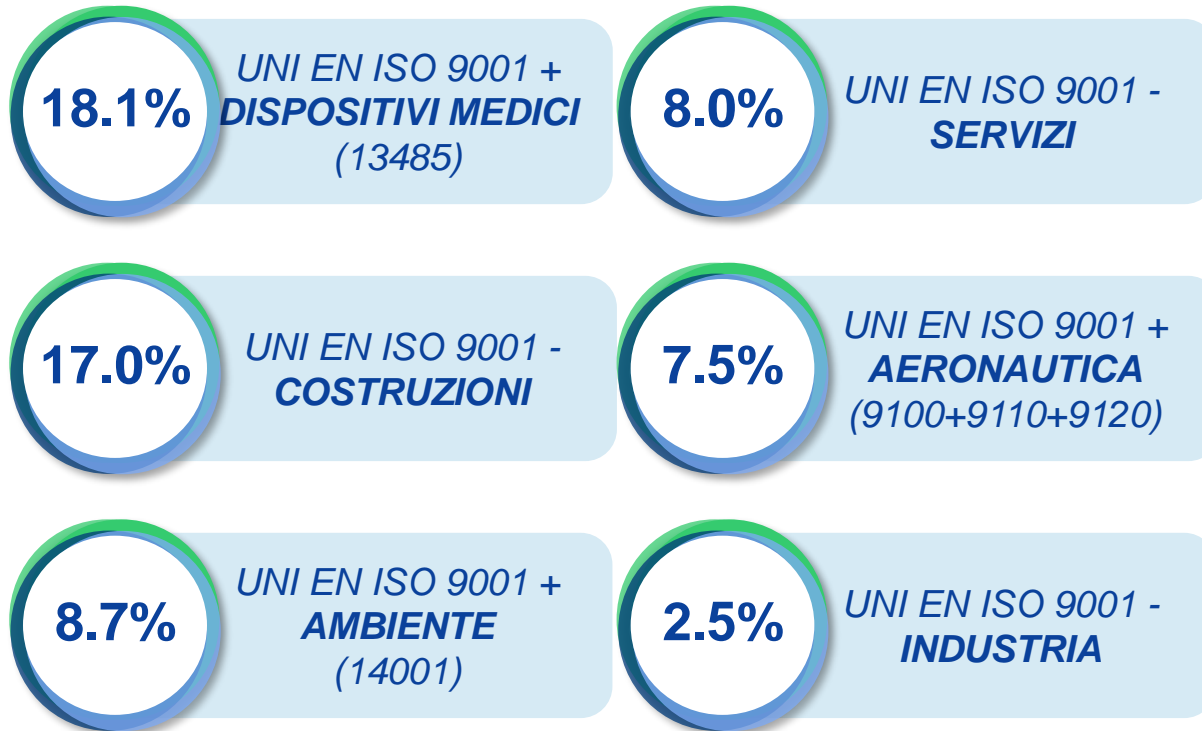 18.1%
UNI EN ISO 9001 +
DISPOSITIVI MEDICI
(13485)
8.0%
UNI EN ISO 9001 -
SERVIZI
17.0%
UNI EN ISO 9001 -
COSTRUZIONI
7.5%
UNI EN ISO 9001 +
AERONAUTICA
(9100+9110+9120)
8.7%
UNI EN ISO 9001 +
AMBIENTE
(14001)
2.5%
UNI EN ISO 9001 -
INDUSTRIA